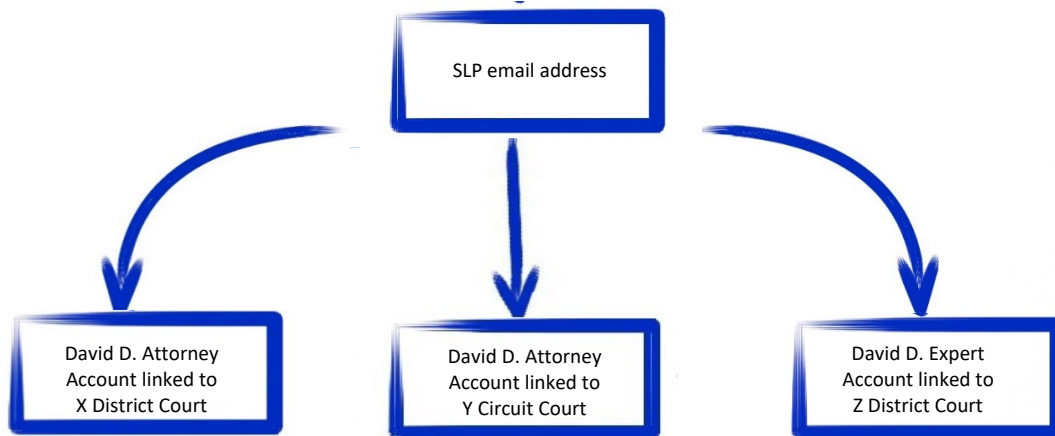 SLP email address
David D. Attorney
Account linked to
X District Court
David D. Attorney
Account linked to
Y Circuit Court
David D. Expert
Account linked to
Z District Court